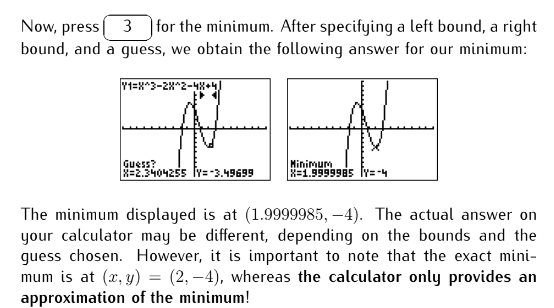 Now, press 3 for the minimum. After specifying a left bound, a right
bound, and a guess, we obtain the following answer for our minimum:
Y1=X^3-2X^2-4X+4
Guess?
X=2.3404255 Y=-3.49699
Minimum
X=1.9999985 Y=-4
The minimum displayed is at (1.9999985, −4). The actual answer on
your calculator may be different, depending on the bounds and the
guess chosen. However, it is important to note that the exact mini-
mum is at (x, y) = (2, −4), whereas the calculator only provides an
approximation of the minimum!